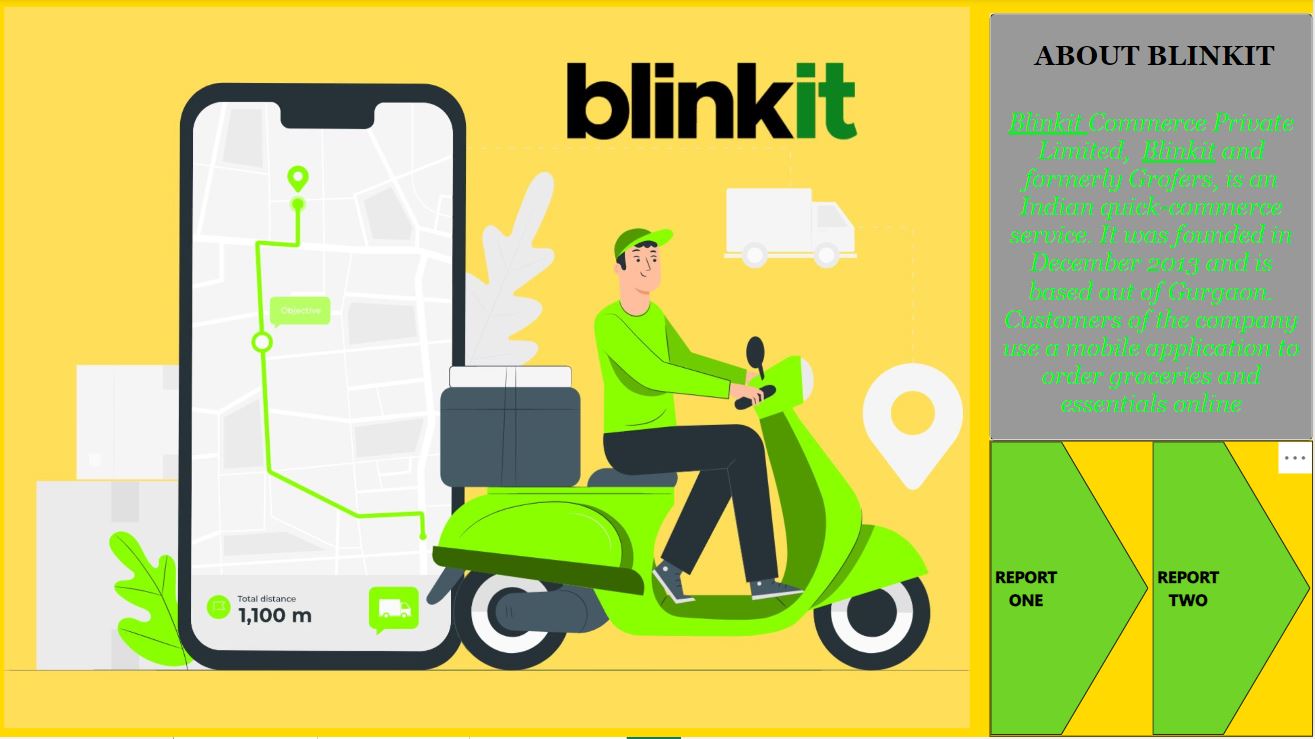 blinkit
Objective
Total distance
1,100 m
ABOUT BLINKIT
Blinkit Commerce Private
Limited, Blinkit and
formerly Grofers, is an
Indian quick-commerce
service. It was founded in
December 2013 and is
based out of Gurgaon.
Customers of the company
use a mobile application to
order groceries and
essentials online
REPORT
ONE
REPORT
TWO